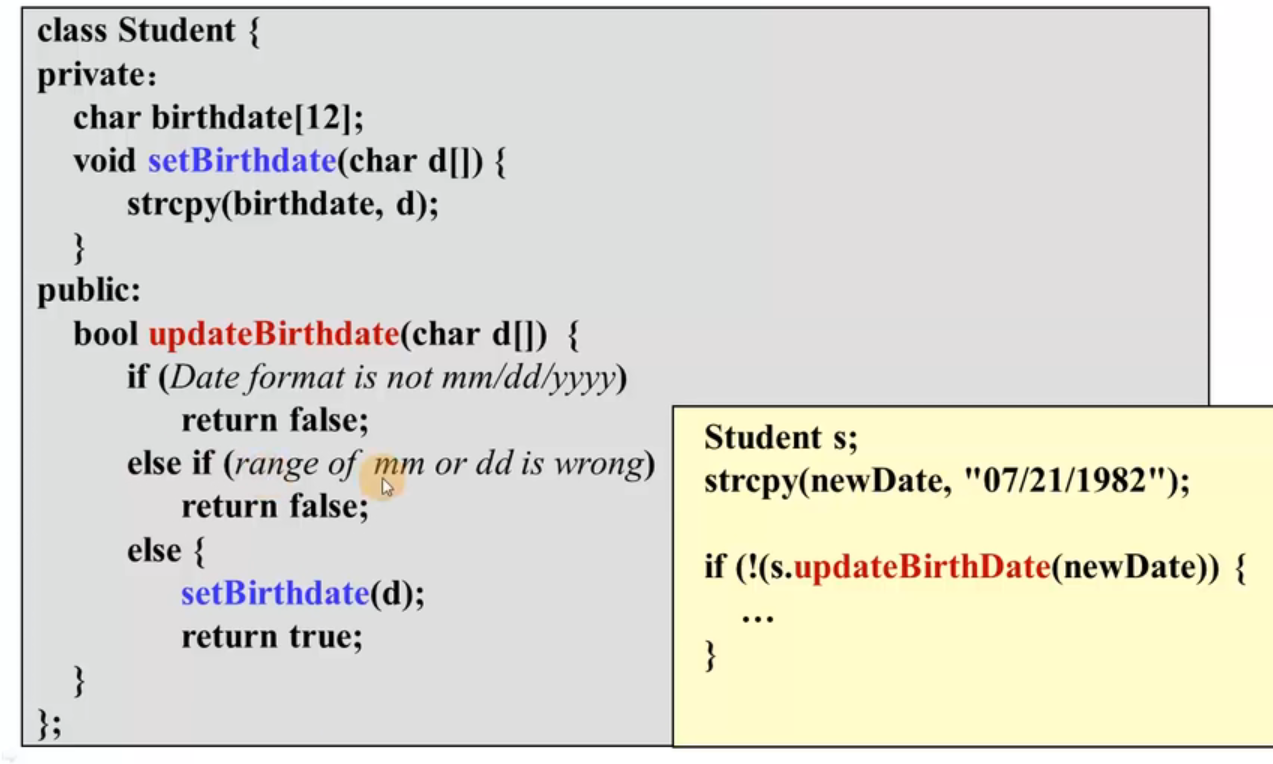 class Student {
private：
char birthdate[12];
void setBirthdate(char d[]) {
strcpy(birthdate, d);
}
public:
bool updateBirthdate(char d[]) {
if (Date format is not mm/dd/yyyy)
return false;
else if (range of mm or dd is wrong)
return false;
else {
setBirthdate(d);
return true;
}
};
Student s;
strcpy(newDate, "07/21/1982");
if (!(s.updateBirthDate(newDate)) {
…
}